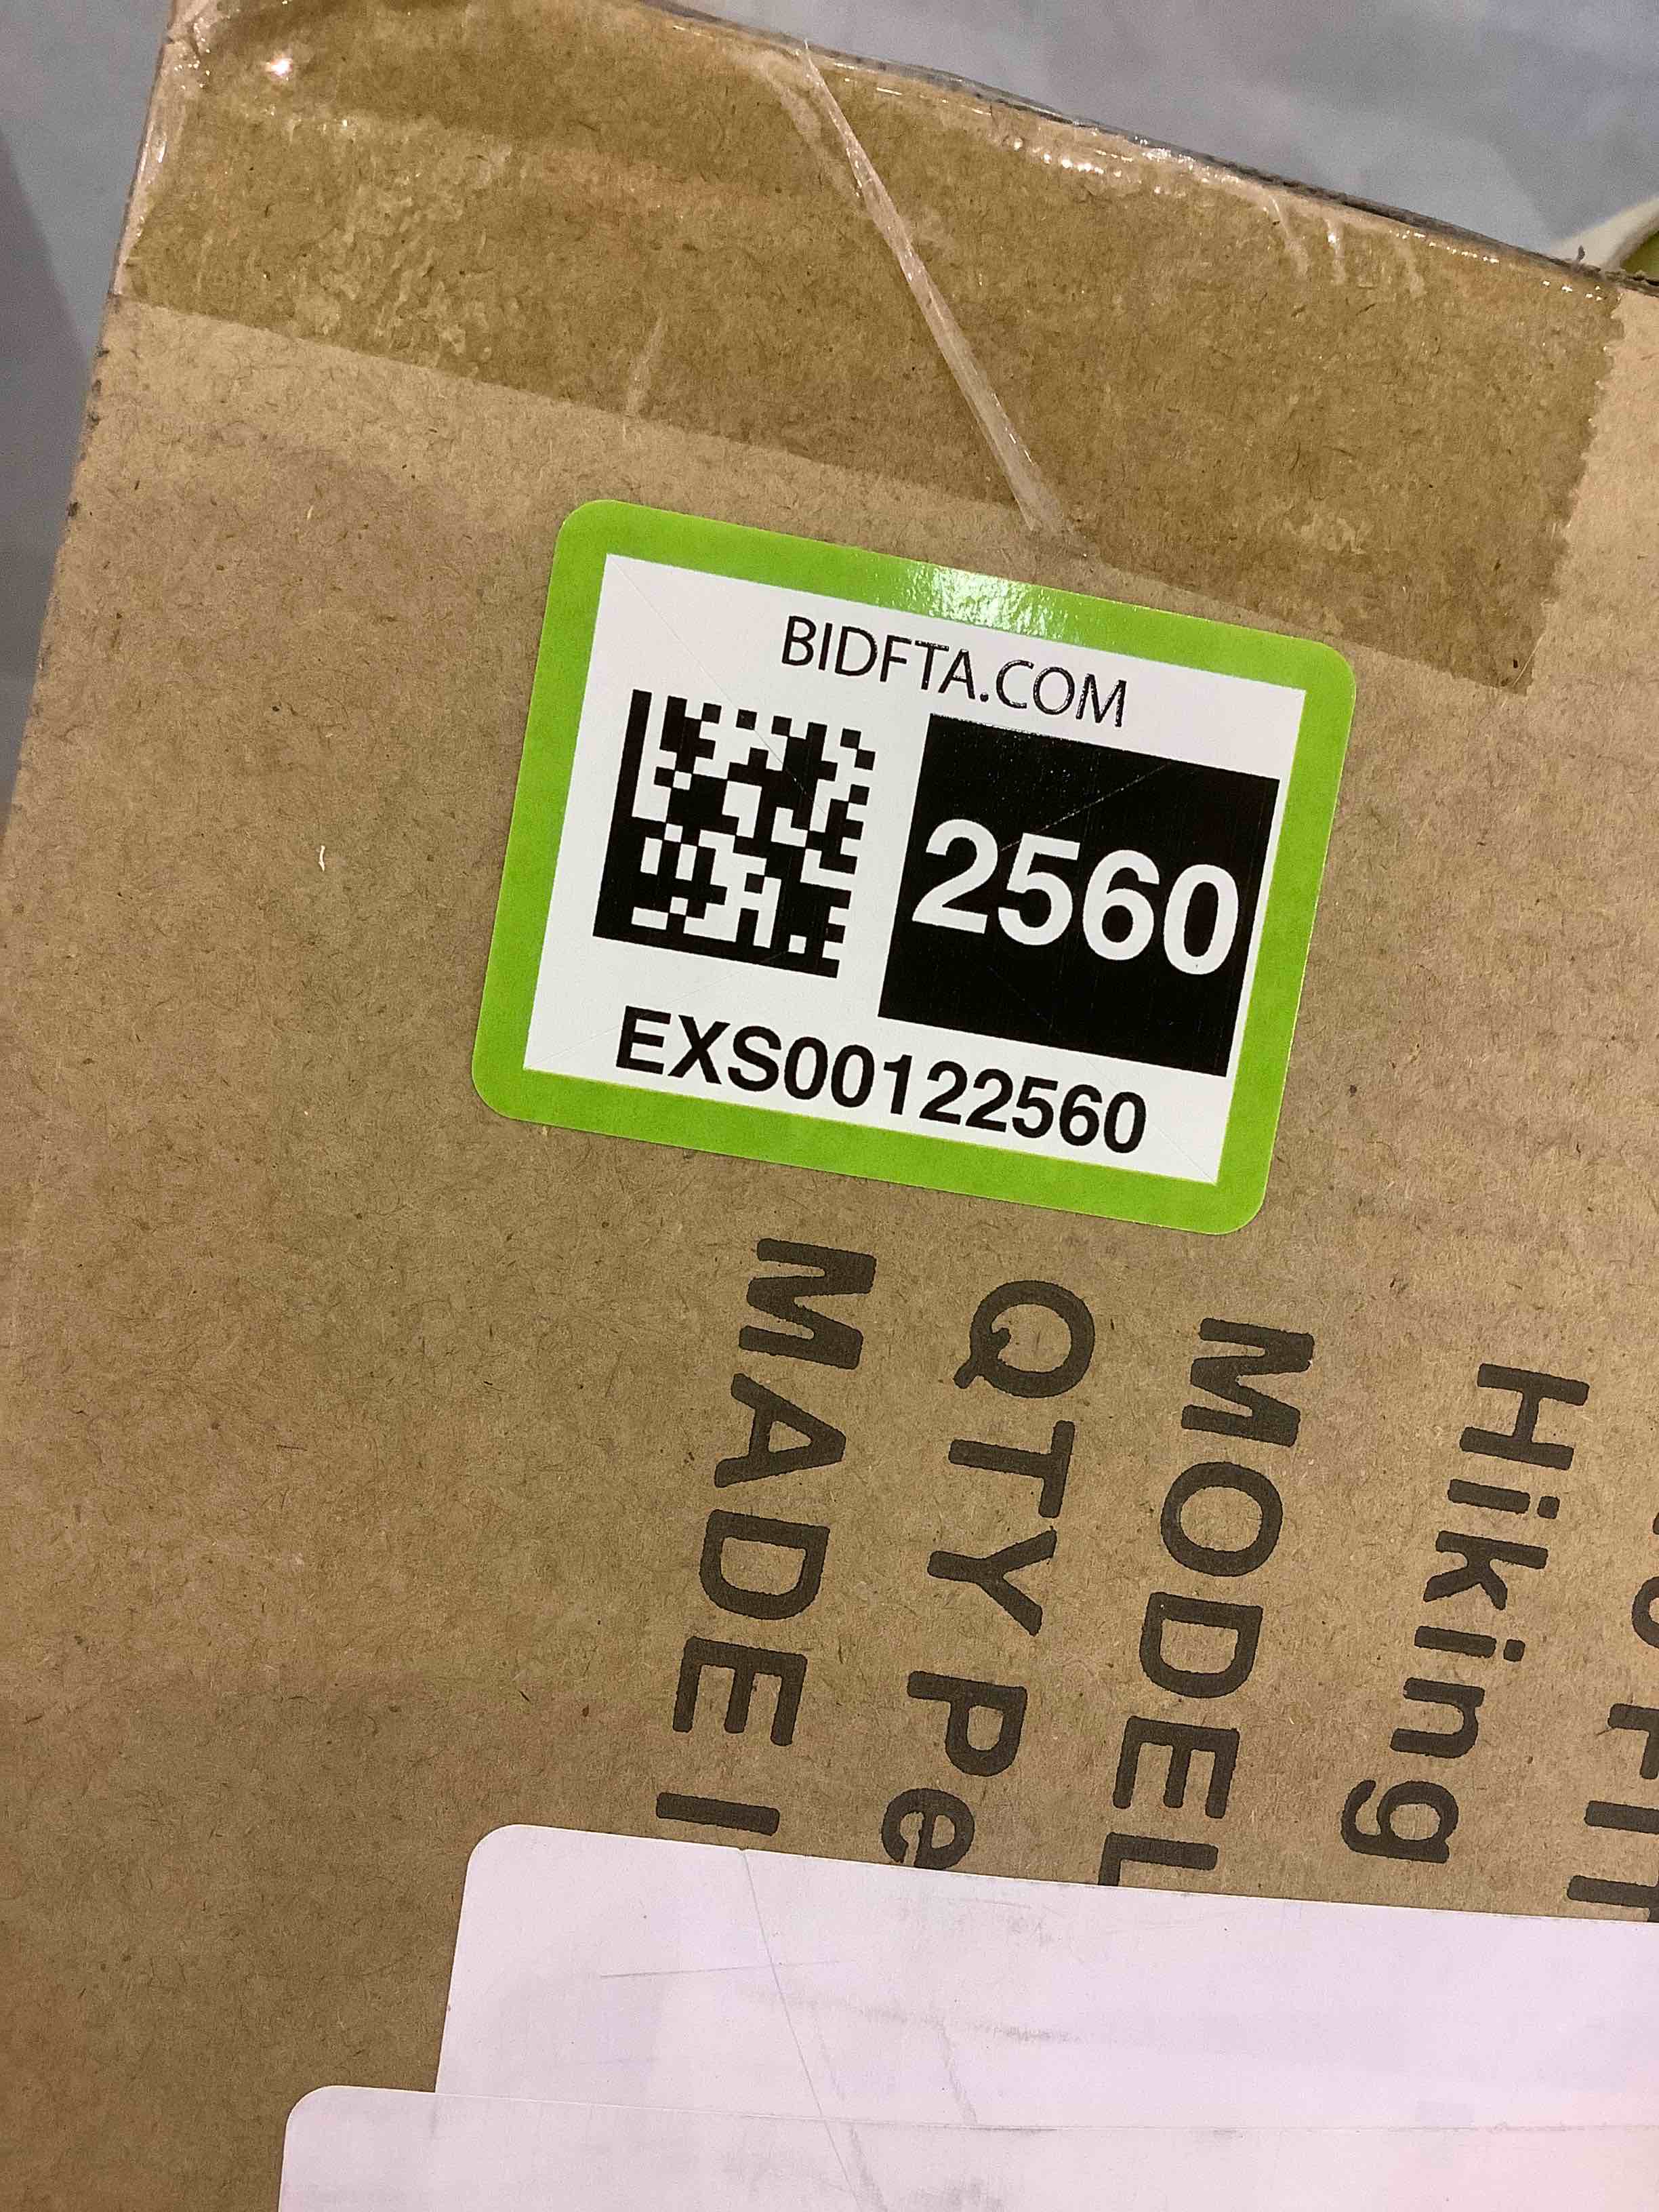 BIDFTA.COM
2560
EXS00122560
Hiking
MODEL
QTY Pe
MADE I